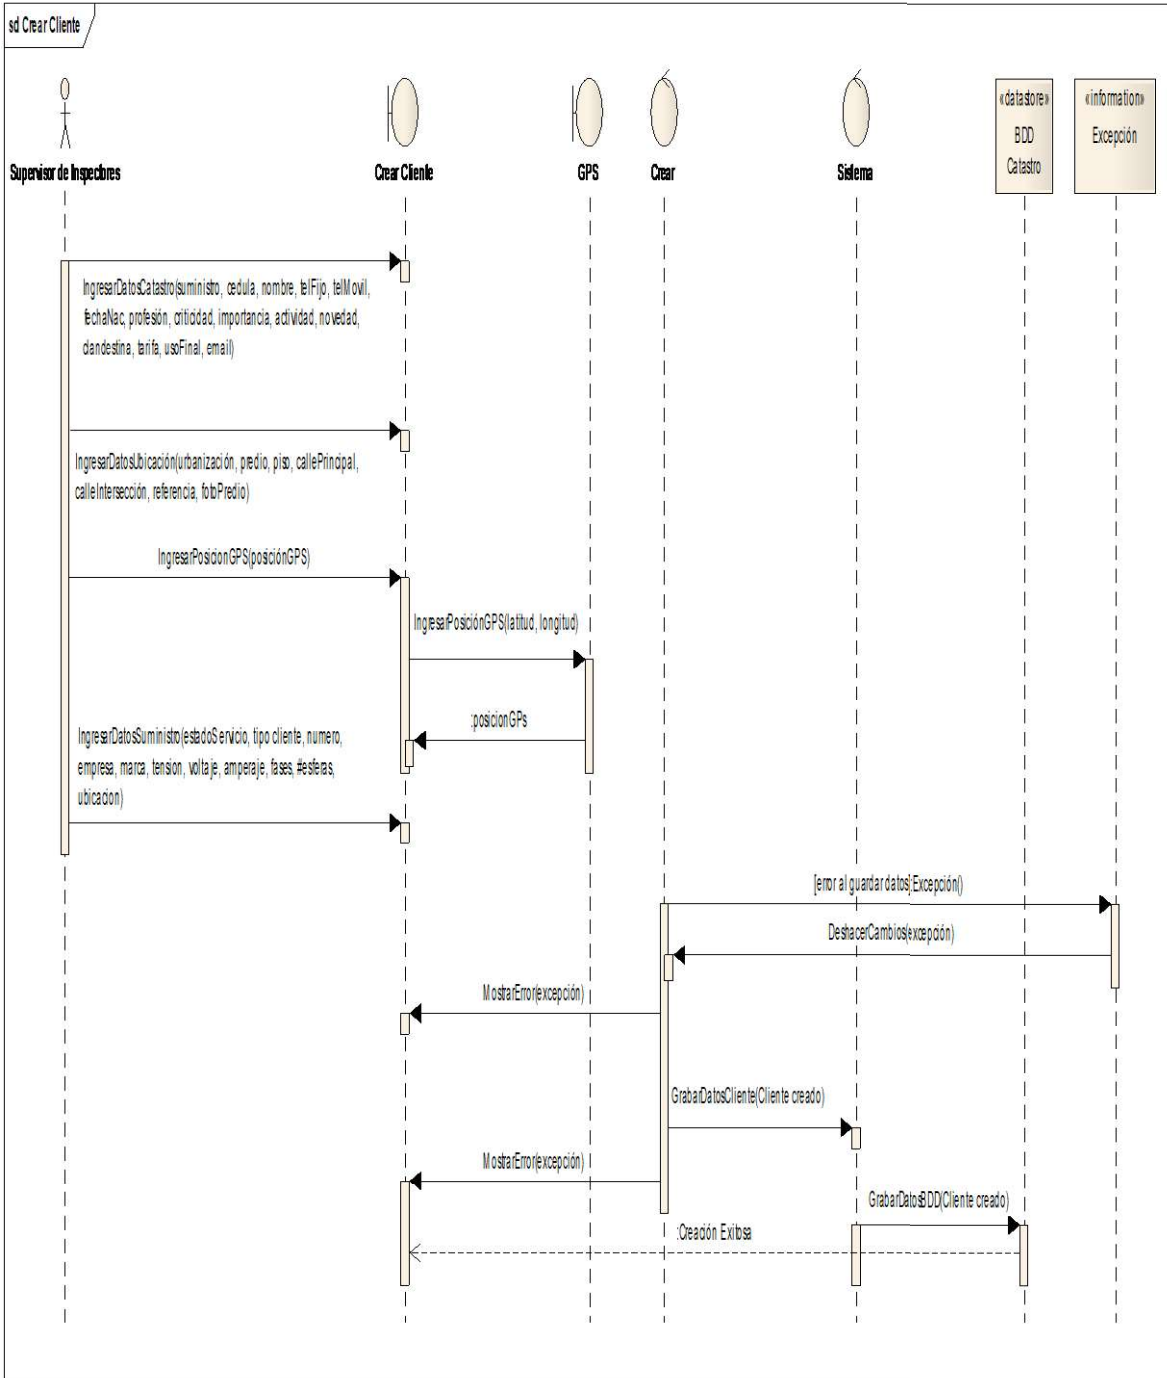 sd Crear Cliente
Supervisor de Inspectores
Crear Cliente
GPS
Crear
Sistema
«datastore»
BDD
Catastro
«information»
Excepción
IngresarDatosCatastro(suministro, cedula, nombre, telFijo, telMovil,
fechaNac, profesión, criticidad, importancia, actividad, novedad,
clandestina, tarifa, usoFinal, email)
IngresarDatosUbicación(urbanización, predio, piso, callePrincipal,
calleIntersección, referencia, fotoPredio)
IngresarPosicionGPS(posiciónGPS)
IngresarPosiciónGPS(latitud, longitud)
:posicionGPs
IngresarDatosSuministro(estadoServicio, tipo cliente, numero,
empresa, marca, tension, voltaje, amperaje, fases, #esferas,
ubicacion)
[error al guardar datos]:Excepción()
DeshacerCambios(excepción)
MostrarError(excepción)
GrabarDatosCliente(Cliente creado)
MostrarError(excepción)
GrabarDatosBDD(Cliente creado)
:Creación Exitosa